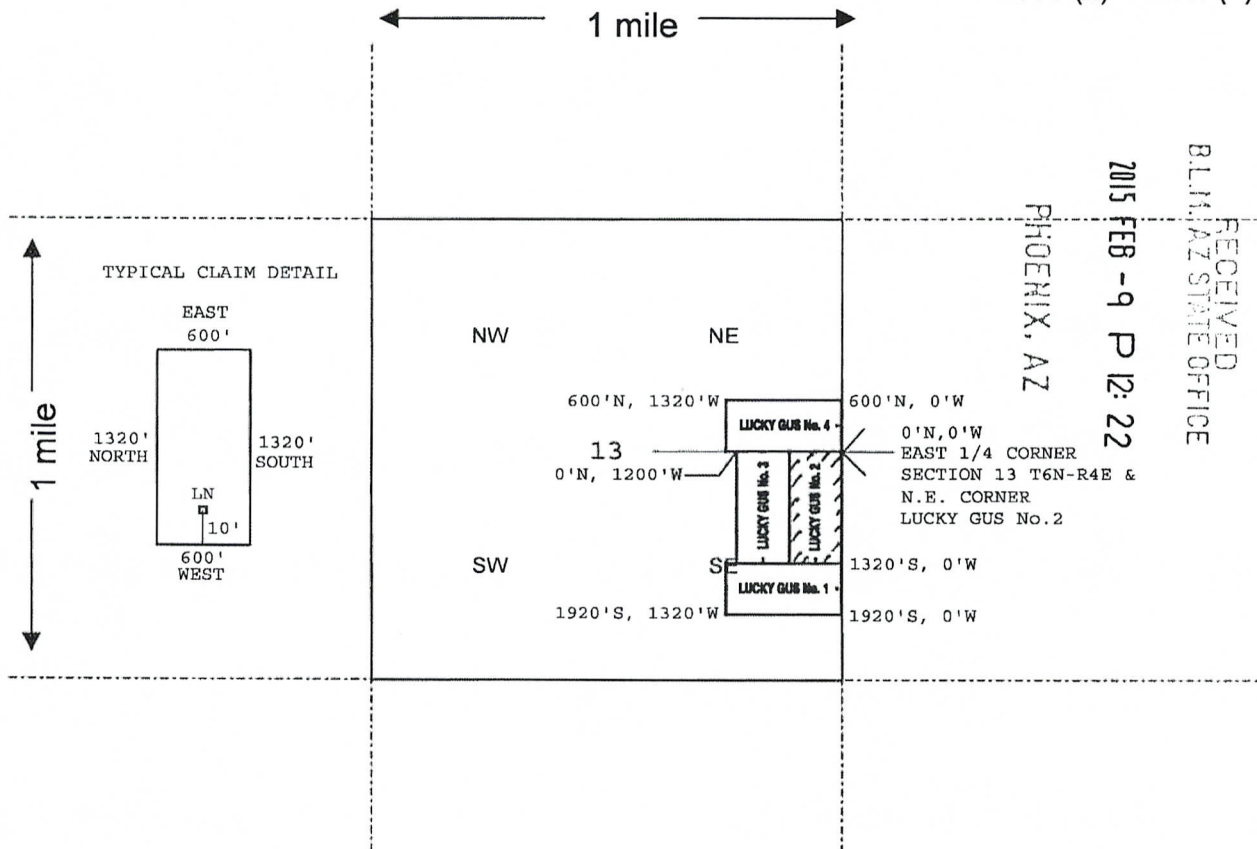 1 mile
RECEIVED
B.L.M. AZ STATE OFFICE
2015 FEB -9 P 12: 22
PHOENIX, AZ
1 mile
TYPICAL CLAIM DETAIL
EAST
600'
1320'
NORTH
1320'
SOUTH
LN
10'
600'
WEST
NW
NE
600'N, 1320'W
600'N, 0'W
LUCKY GUS No. 4
13
0'N, 1200'W
0'N,0'W
EAST 1/4 CORNER
SECTION 13 T6N-R4E &
N.E. CORNER
LUCKY GUS No.2
LUCKY GUS No. 3
LUCKY GUS No. 2
SW
SE
1320'S, 0'W
LUCKY GUS No. 1
1920'S, 1320'W
1920'S, 0'W